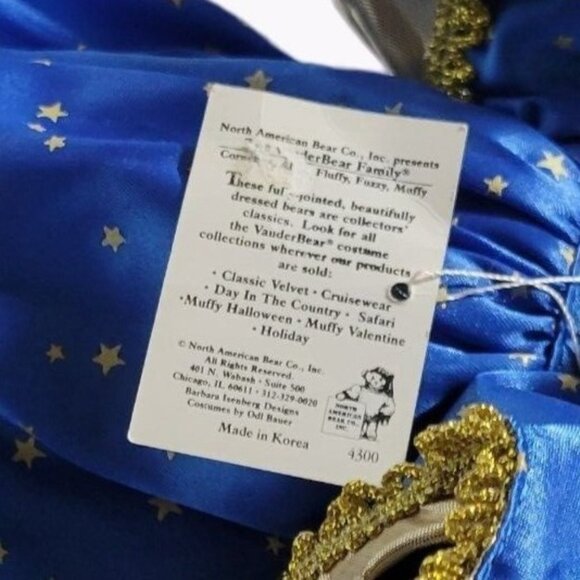 North American Bear Co., Inc. presents
VanderBear Family®
Fluffy, Fuzzy, Muffy
These jointed, beautifully
dressed bears are collectors'
classics. Look for all
the VanderBear® costume
collections wherever our products
are sold:
· Classic Velvet · Cruisewear
· Day In The Country · Safari
·Muffy Halloween · Muffy Valentine
· Holiday
© North American Bear Co., Inc.
All Rights Reserved.
401 N. Wabash · Suite 500
Chicago, IL 60611 · 312-329-0020
Barbara Isenberg Designs
Costumes by Odl Bauer
Made in Korea
NORTH
AMERICAN
BEAR CO.,
INC.
4300